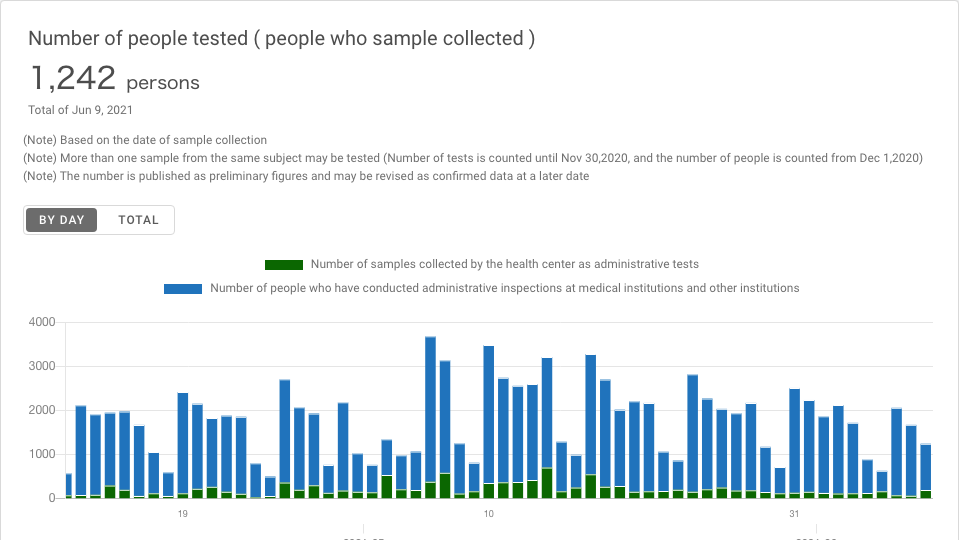 Number of people tested ( people who sample collected )
1,242 persons
Total of Jun 9, 2021
(Note) Based on the date of sample collection
(Note) More than one sample from the same subject may be tested (Number of tests is counted until Nov 30,2020, and the number of people is counted from Dec 1,2020)
(Note) The number is published as preliminary figures and may be revised as confirmed data at a later date
BY DAY TOTAL
Number of samples collected by the health center as administrative tests
Number of people who have conducted administrative inspections at medical institutions and other institutions
4000
3000
2000
1000
0
19 10 31